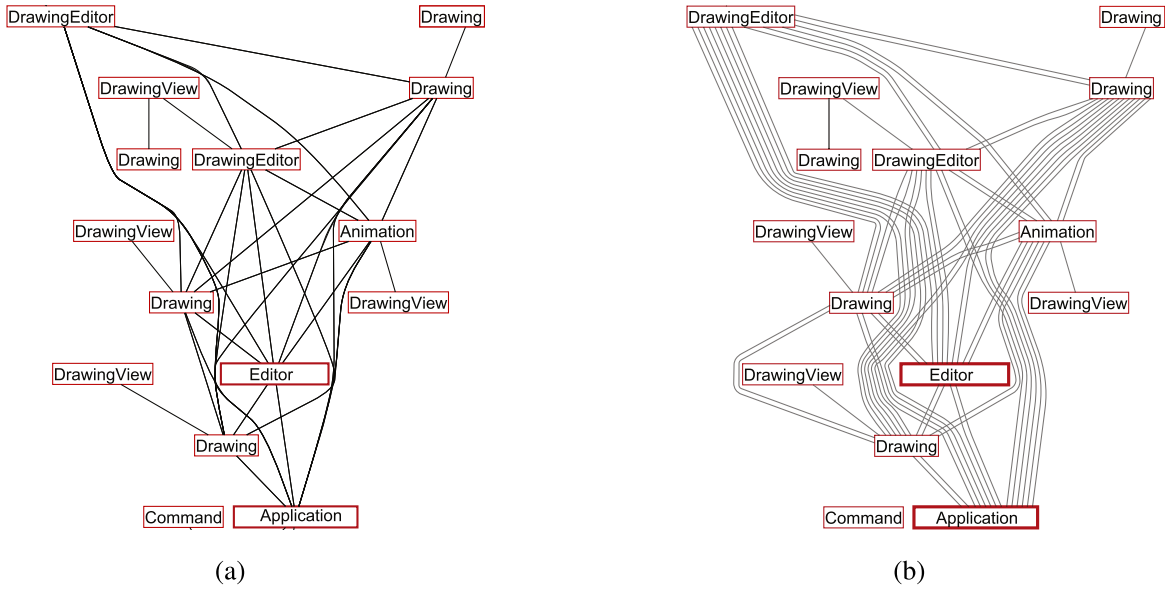 DrawingEditor Drawing DrawingEditor Drawing
DrawingView Drawing DrawingView Drawing
Drawing DrawingEditor Drawing DrawingEditor
DrawingView Animation DrawingView Animation
Drawing DrawingView Drawing DrawingView
DrawingView Editor DrawingView Editor
Drawing Drawing
Command Application Command Application
(a) (b)